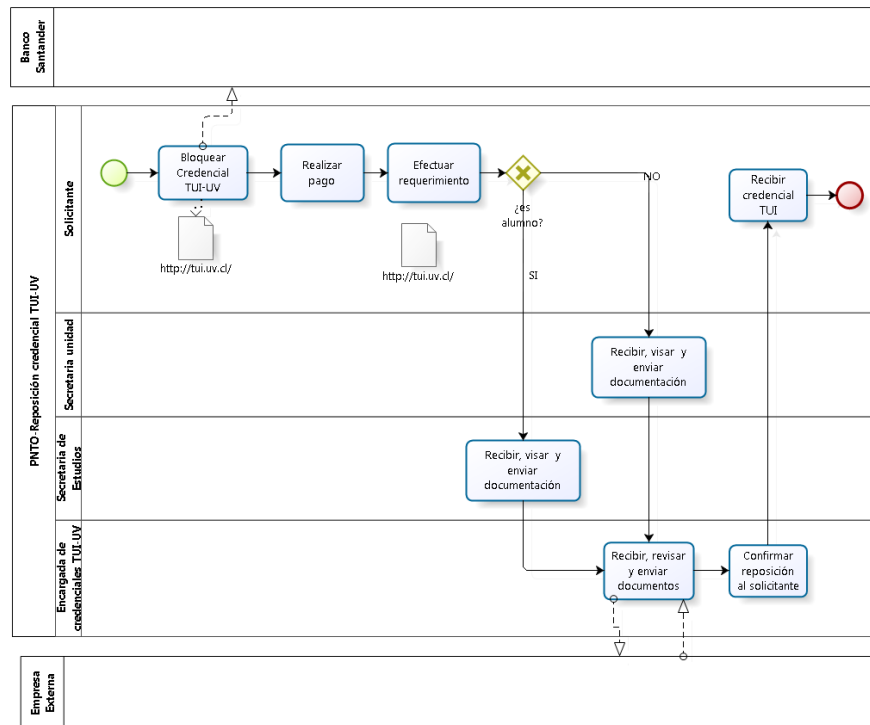 Banco
Santander
PNTO-Reposición credencial TUI-UV
Solicitante
Bloquear
Credencial
TUI-UV
Realizar
pago
Efectuar
requerimiento
¿es
alumno?
NO
SI
Recibir
credencial
TUI
http://tui.uv.cl/
http://tui.uv.cl/
Secretaria unidad
Recibir, visar y
enviar
documentación
Secretaria de
Estudios
Recibir, visar y
enviar
documentación
Encargada de
credenciales TUI-UV
Recibir, revisar
y enviar
documentos
Confirmar
reposición
al solicitante
Empresa
Externa